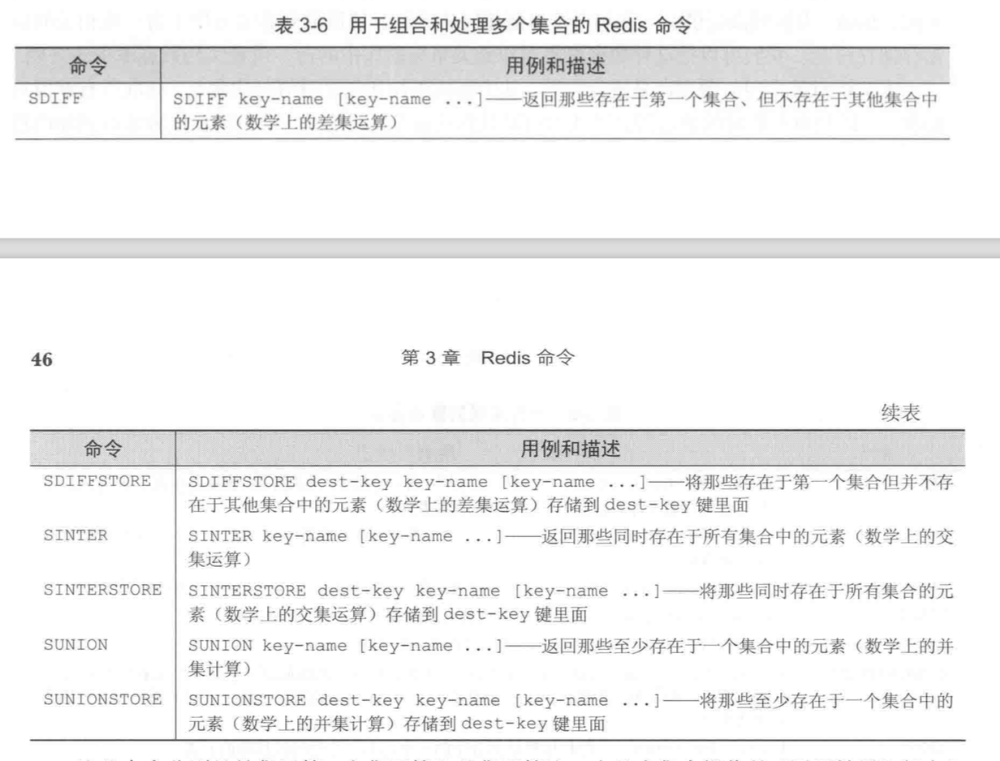 表 3-6 用于组合和处理多个集合的 Redis 命令
命令 用例和描述
SDIFF SDIFF key-name [key-name ...]——返回那些存在于第一个集合、但不存在于其他集合中
的元素（数学上的差集运算）
46 第 3 章 Redis 命令
续表
命令 用例和描述
SDIFFSTORE SDIFFSTORE dest-key key-name [key-name ...]——将那些存在于第一个集合但并不存
在于其他集合中的元素（数学上的差集运算）存储到 dest-key 键里面
SINTER SINTER key-name [key-name ...]——返回那些同时存在于所有集合中的元素（数学上的交
集运算）
SINTERSTORE SINTERSTORE dest-key key-name [key-name ...]——将那些同时存在于所有集合的元
素（数学上的交集运算）存储到 dest-key 键里面
SUNION SUNION key-name [key-name ...]——返回那些至少存在于一个集合中的元素（数学上的并
集计算）
SUNIONSTORE SUNIONSTORE dest-key key-name [key-name ...]——将那些至少存在于一个集合中的
元素（数学上的并集计算）存储到 dest-key 键里面